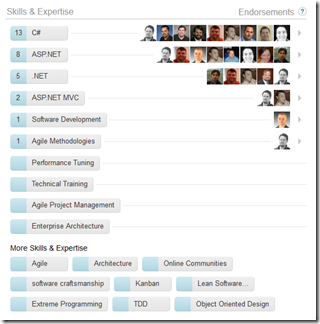 Skills & Expertise Endorsements ?
13 C#
8 ASP.NET
5 .NET
2 ASP.NET MVC
1 Software Development
1 Agile Methodologies
Performance Tuning
Technical Training
Agile Project Management
Enterprise Architecture
More Skills & Expertise
Agile Architecture Online Communities
software craftsmanship Kanban Lean Software...
Extreme Programming TDD Object Oriented Design